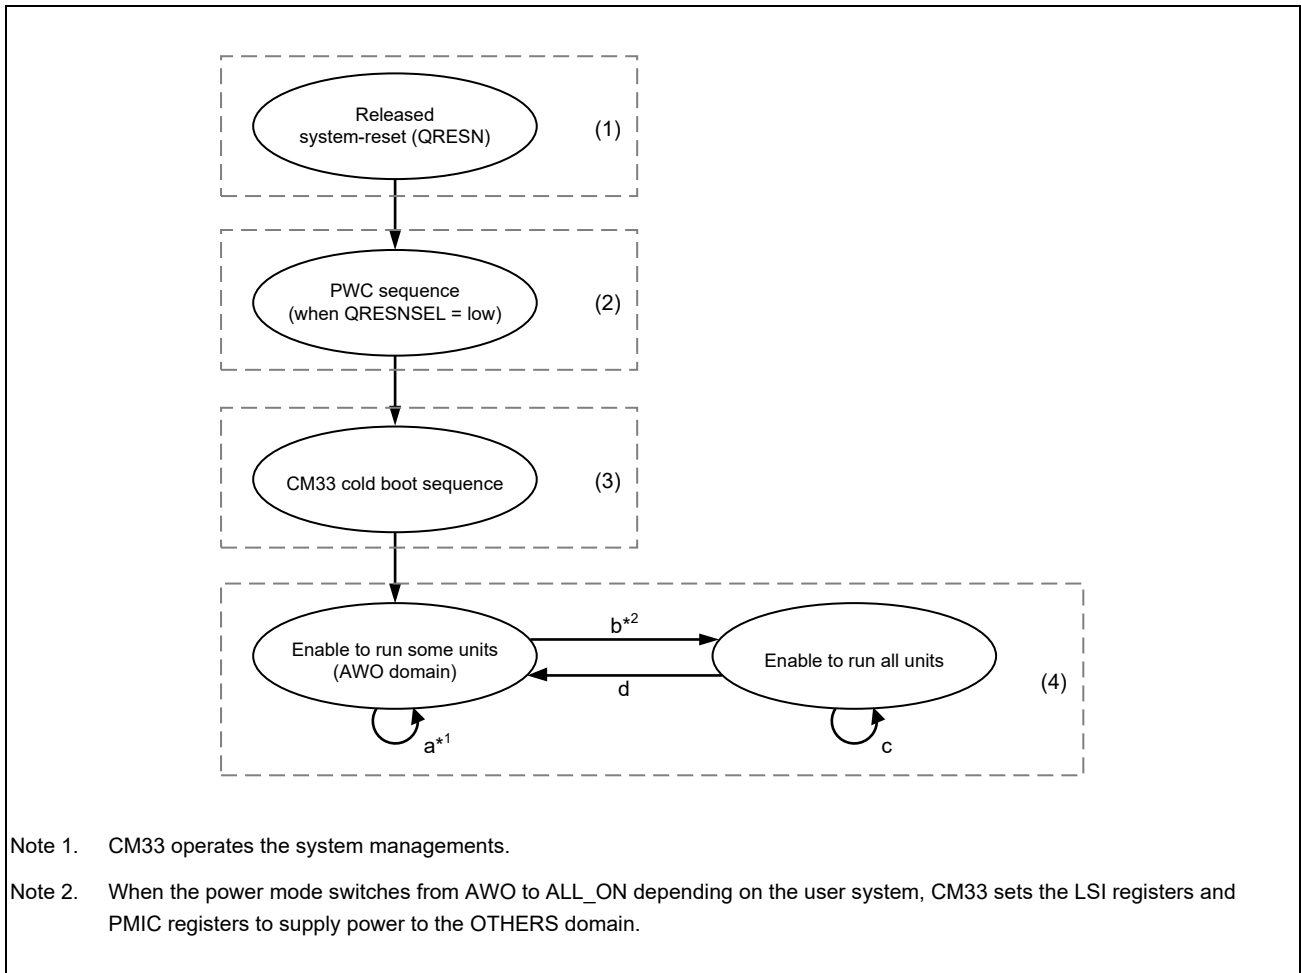 Released
system-reset (QRESN)
(1)
PWC sequence
(when QRESNSEL = low)
(2)
CM33 cold boot sequence
(3)
Enable to run some units
(AWO domain)
b*2
d
Enable to run all units
(4)
a*1
c
Note 1. CM33 operates the system managements.
Note 2. When the power mode switches from AWO to ALL_ON depending on the user system, CM33 sets the LSI registers and
PMIC registers to supply power to the OTHERS domain.